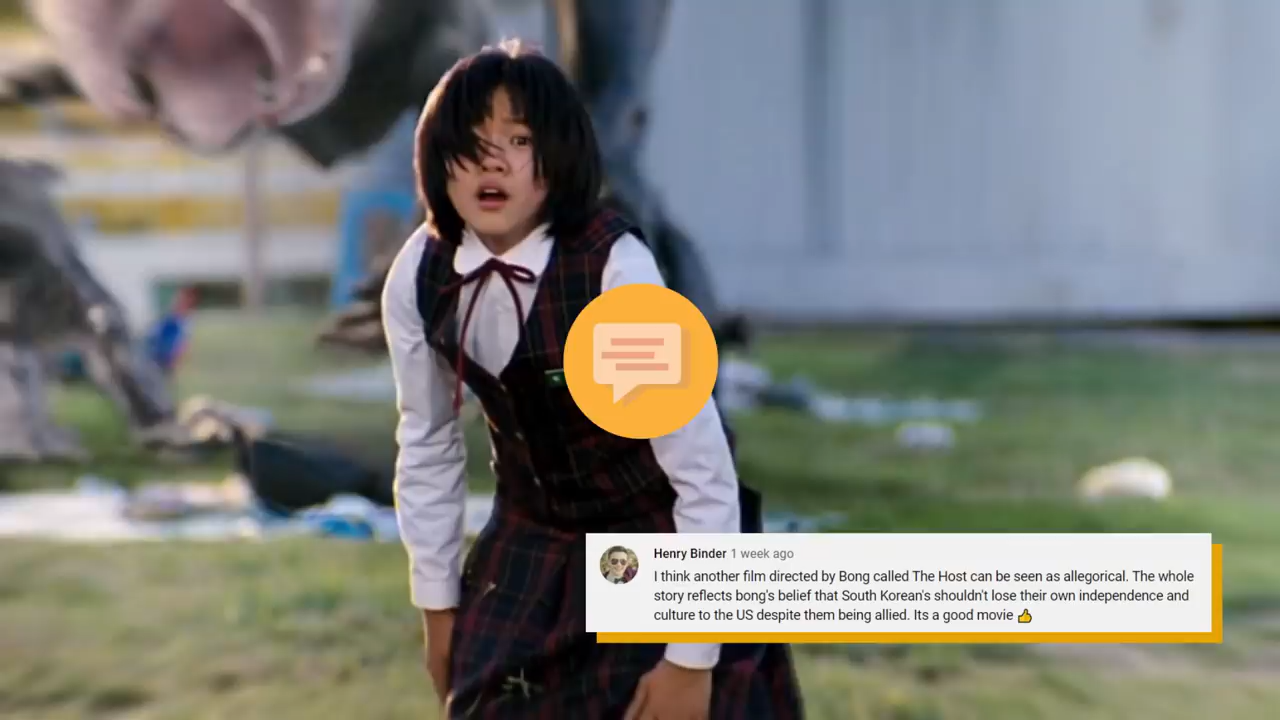 Henry Binder 1 week ago
I think another film directed by Bong called The Host can be seen as allegorical. The whole
story reflects bong's belief that South Korean's shouldn't lose their own independence and
culture to the US despite them being allied. Its a good movie 👍